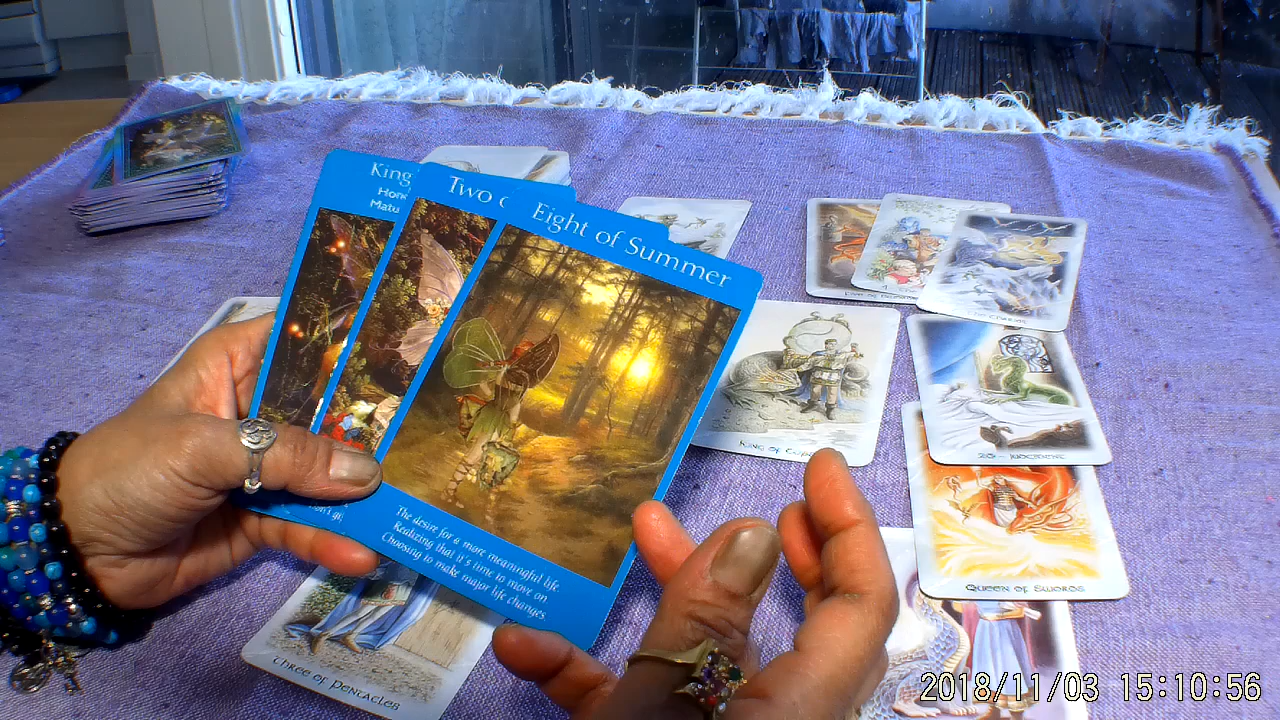 King
Two
Eight of Summer
The desire for a more meaningful life.
Realizing that it's time to move on.
Choosing to make major life changes.
King of Cups
20 - Judgement
Queen of Swords
Three of Pentacles
2018/11/03 15:10:56